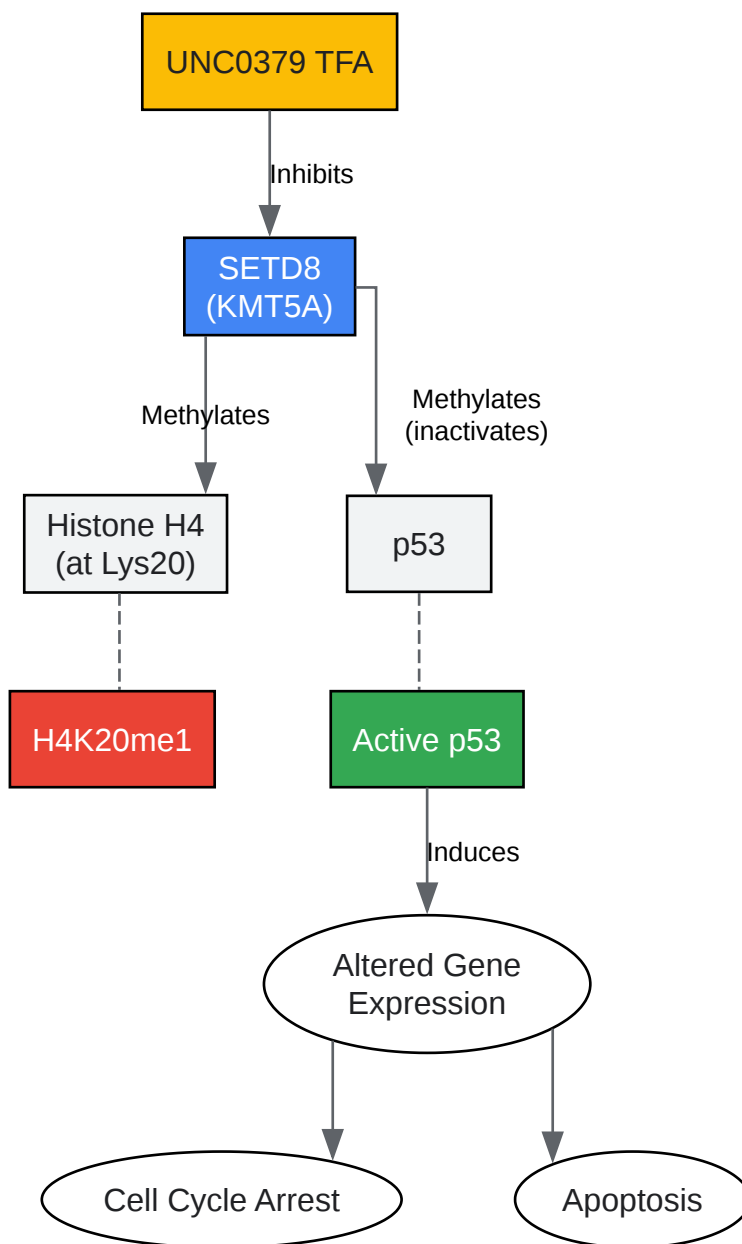 UNC0379 TFA
Inhibits
SETD8
(KMT5A)
Methylates
Methylates
(inactivates)
Histone H4
(at Lys20)
p53
H4K20me1
Active p53
Induces
Altered Gene
Expression
Cell Cycle Arrest
Apoptosis